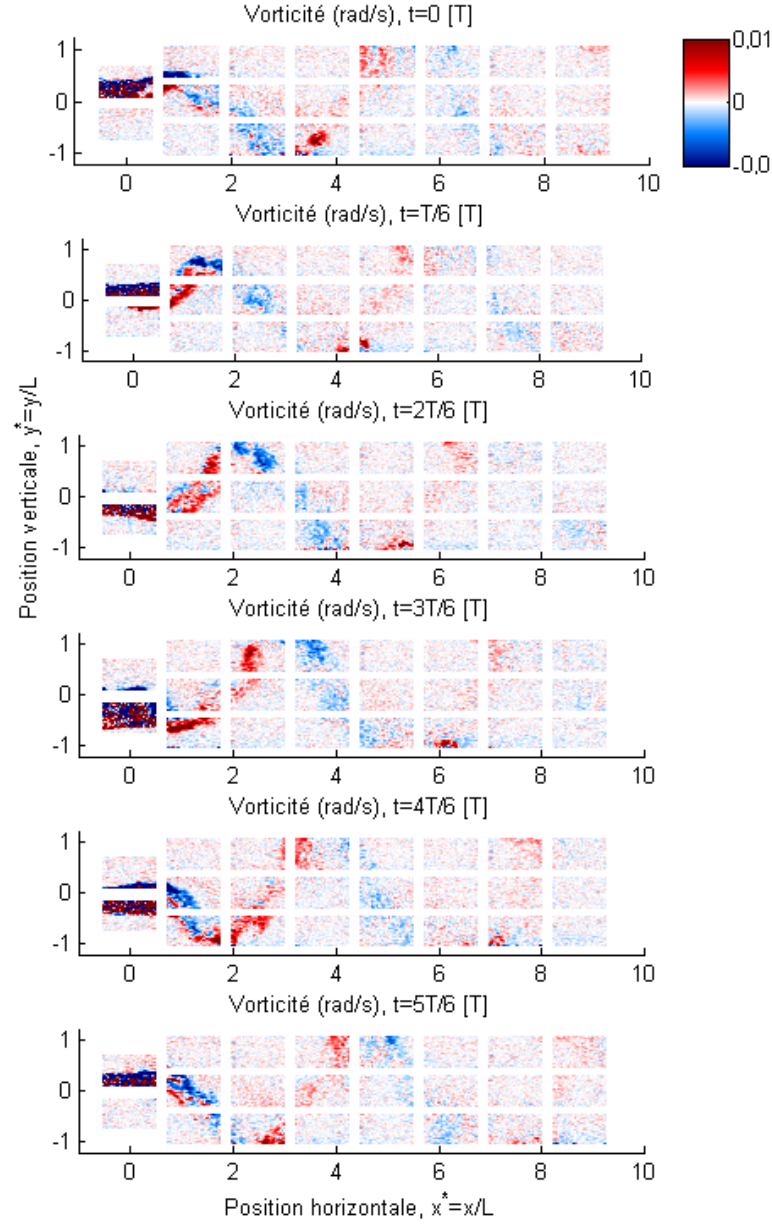 Vorticité (rad/s), t=0 [T]
1
0
-1
0 2 4 6 8 10
0,01
0
-0,0
Vorticité (rad/s), t=T/6 [T]
1
0
-1
0 2 4 6 8 10
Vorticité (rad/s), t=2T/6 [T]
1
0
-1
0 2 4 6 8 10
Position verticale, y*=y/L
Vorticité (rad/s), t=3T/6 [T]
1
0
-1
0 2 4 6 8 10
Vorticité (rad/s), t=4T/6 [T]
1
0
-1
0 2 4 6 8 10
Vorticité (rad/s), t=5T/6 [T]
1
0
-1
0 2 4 6 8 10
Position horizontale, x*=x/L